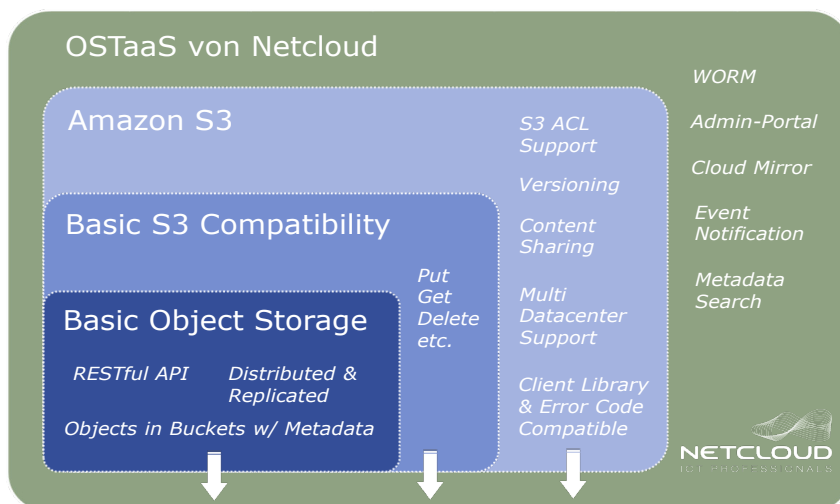 OSTaaS von Netcloud
Amazon S3
Basic S3 Compatibility
Basic Object Storage
RESTful API
Distributed &
Replicated
Objects in Buckets w/ Metadata
Put
Get
Delete
etc.
S3 ACL
Support
Versioning
Content
Sharing
Multi
Datacenter
Support
Client Library
& Error Code
Compatible
WORM
Admin-Portal
Cloud Mirror
Event
Notification
Metadata
Search
NETCLOUD
ICT PROFESSIONALS